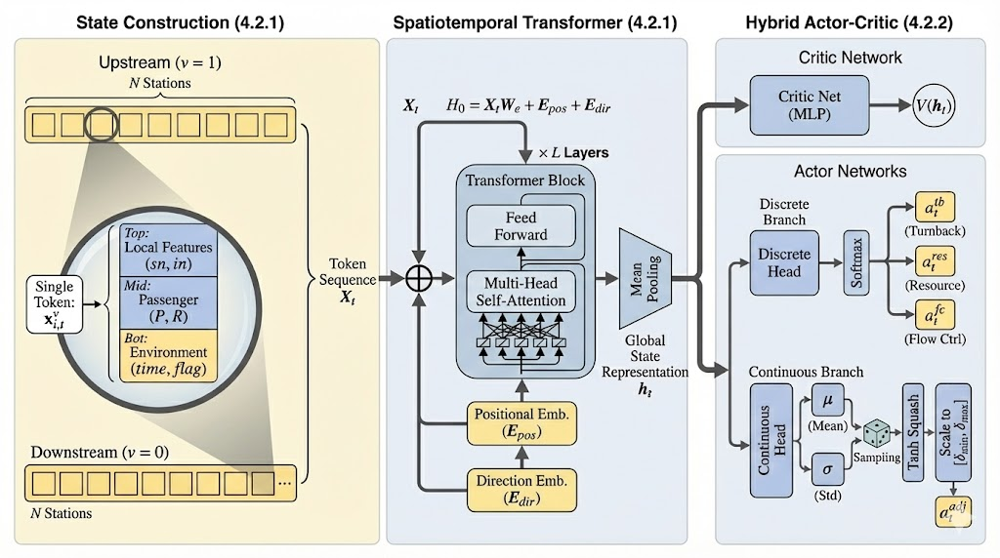 State Construction (4.2.1)
Upstream (v = 1)
N Stations
Single
Token:
x^v_{i,t}
Top:
Local Features
(sn, in)
Mid:
Passenger
(P, R)
Bot:
Environment
(time, flag)
Downstream (v = 0)
...
N Stations
Token
Sequence
X_t
Spatiotemporal Transformer (4.2.1)
X_t
H_0 = X_tW_e + E_pos + E_dir
× L Layers
Transformer Block
Feed
Forward
Multi-Head
Self-Attention
Positional Emb.
(E_pos)
Direction Emb.
(E_dir)
Mean Pooling
Global
State
Representation
h_t
Hybrid Actor-Critic (4.2.2)
Critic Network
Critic Net
(MLP)
V(h_t)
Actor Networks
Discrete
Branch
Discrete
Head
Softmax
a_t^{tb}
(Turnback)
a_t^{res}
(Resource)
a_t^{fc}
(Flow Ctrl)
Continuous Branch
Continuous
Head
μ
(Mean)
σ
(Std)
Sampiing
Tanh Squash
Scale to
[δ_min, δ_max]
a_t^{adj}